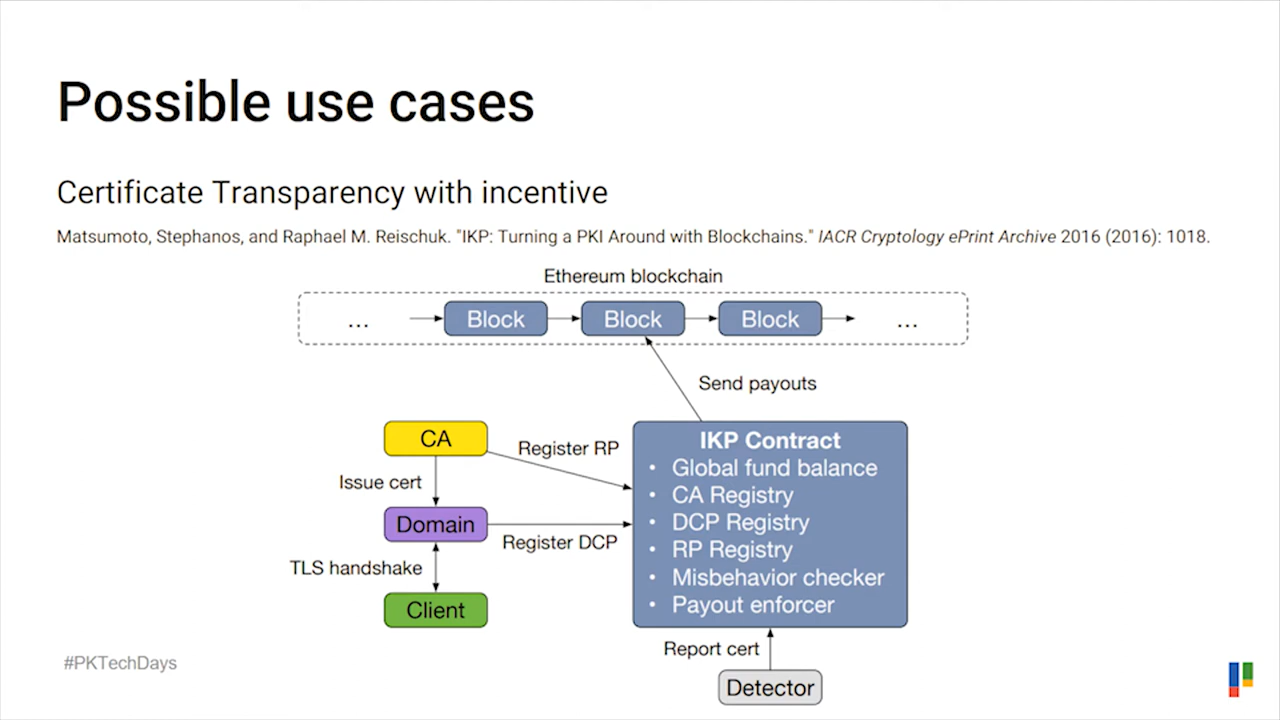 Possible use cases
Certificate Transparency with incentive
Matsumoto, Stephanos, and Raphael M. Reischuk. "IKP: Turning a PKI Around with Blockchains." IACR Cryptology ePrint Archive 2016 (2016): 1018.
Ethereum blockchain
... Block Block Block ...
Send payouts
CA
Register RP
Issue cert
Domain
Register DCP
TLS handshake
Client
IKP Contract
• Global fund balance
• CA Registry
• DCP Registry
• RP Registry
• Misbehavior checker
• Payout enforcer
Report cert
Detector
#PKTechDays